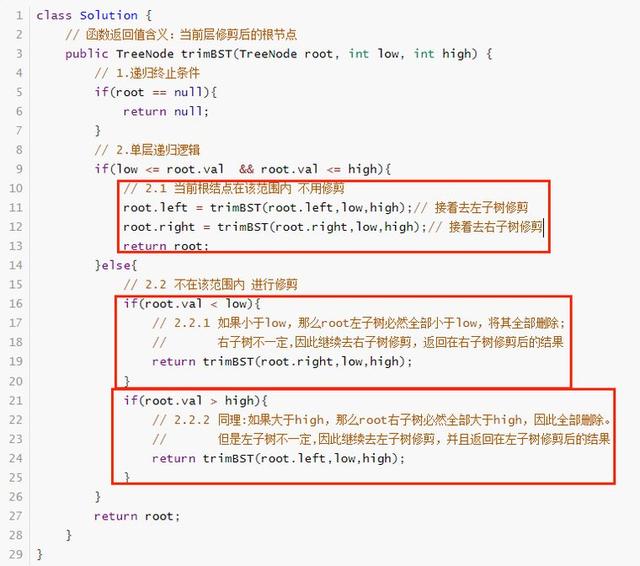 1 class Solution {
2 // 函数返回值含义：当前层修剪后的根节点
3 public TreeNode trimBST(TreeNode root, int low, int high) {
4 // 1.递归终止条件
5 if(root == null){
6 return null;
7 }
8 // 2.单层递归逻辑
9 if(low <= root.val  && root.val <= high){
10 // 2.1 当前根结点在该范围内 不用修剪
11 root.left = trimBST(root.left,low,high);// 接着去左子树修剪
12 root.right = trimBST(root.right,low,high);// 接着去右子树修剪
13 return root;
14 }else{
15 // 2.2 不在该范围内 进行修剪
16 if(root.val < low){
17 // 2.2.1 如果小于low，那么root左子树必然全部小于low，将其全部删除；
18 // 右子树不一定,因此继续去右子树修剪，返回在右子树修剪后的结果
19 return trimBST(root.right,low,high);
20 }
21 if(root.val > high){
22 // 2.2.2 同理:如果大于high，那么root右子树必然全部大于high，因此全部删除。
23 // 但是左子树不一定,因此继续去左子树修剪，并且返回在左子树修剪后的结果
24 return trimBST(root.left,low,high);
25 }
26 }
27 return root;
28 }
29 }